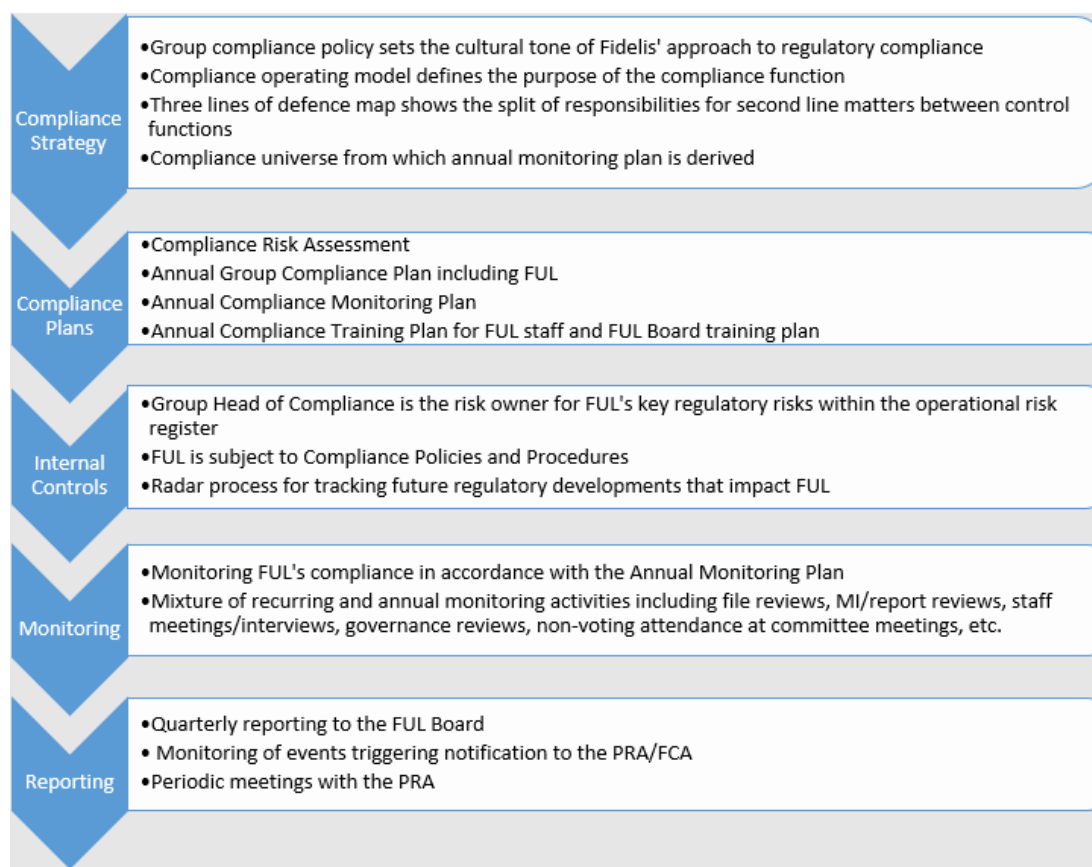 Compliance
Strategy
•Group compliance policy sets the cultural tone of Fidelis' approach to regulatory compliance
•Compliance operating model defines the purpose of the compliance function
•Three lines of defence map shows the split of responsibilities for second line matters between control
functions
•Compliance universe from which annual monitoring plan is derived
Compliance
Plans
•Compliance Risk Assessment
•Annual Group Compliance Plan including FUL
•Annual Compliance Monitoring Plan
•Annual Compliance Training Plan for FUL staff and FUL Board training plan
Internal
Controls
•Group Head of Compliance is the risk owner for FUL's key regulatory risks within the operational risk
register
•FUL is subject to Compliance Policies and Procedures
•Radar process for tracking future regulatory developments that impact FUL
Monitoring
•Monitoring FUL's compliance in accordance with the Annual Monitoring Plan
•Mixture of recurring and annual monitoring activities including file reviews, MI/report reviews, staff
meetings/interviews, governance reviews, non-voting attendance at committee meetings, etc.
Reporting
•Quarterly reporting to the FUL Board
• Monitoring of events triggering notification to the PRA/FCA
•Periodic meetings with the PRA